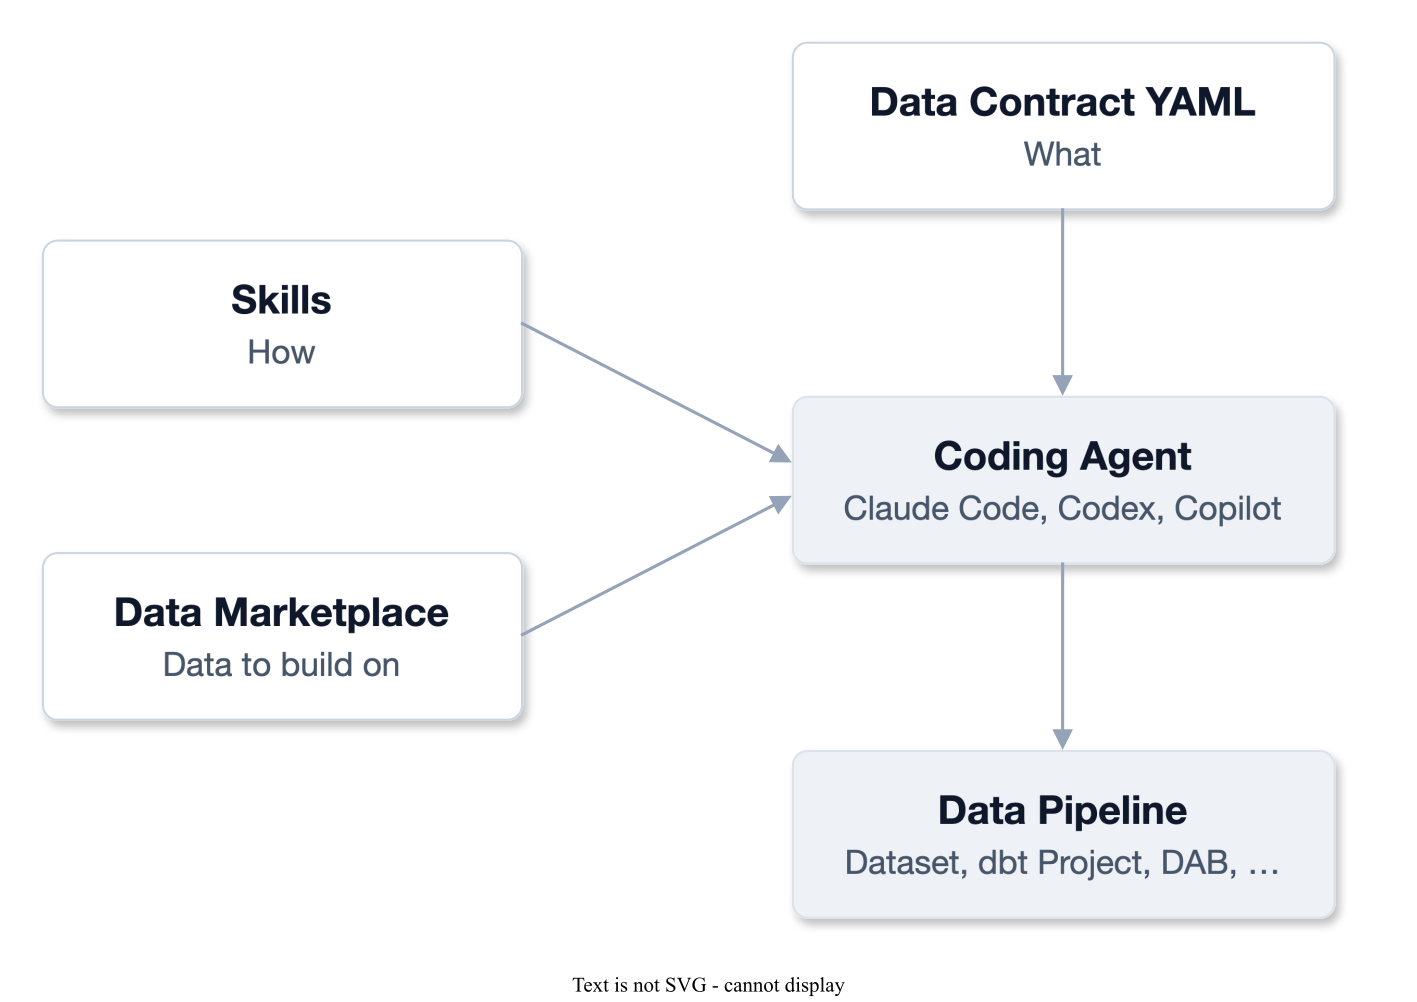 Data Contract YAML
What
Skills
How
Coding Agent
Claude Code, Codex, Copilot
Data Marketplace
Data to build on
Data Pipeline
Dataset, dbt Project, DAB, …
Text is not SVG - cannot display